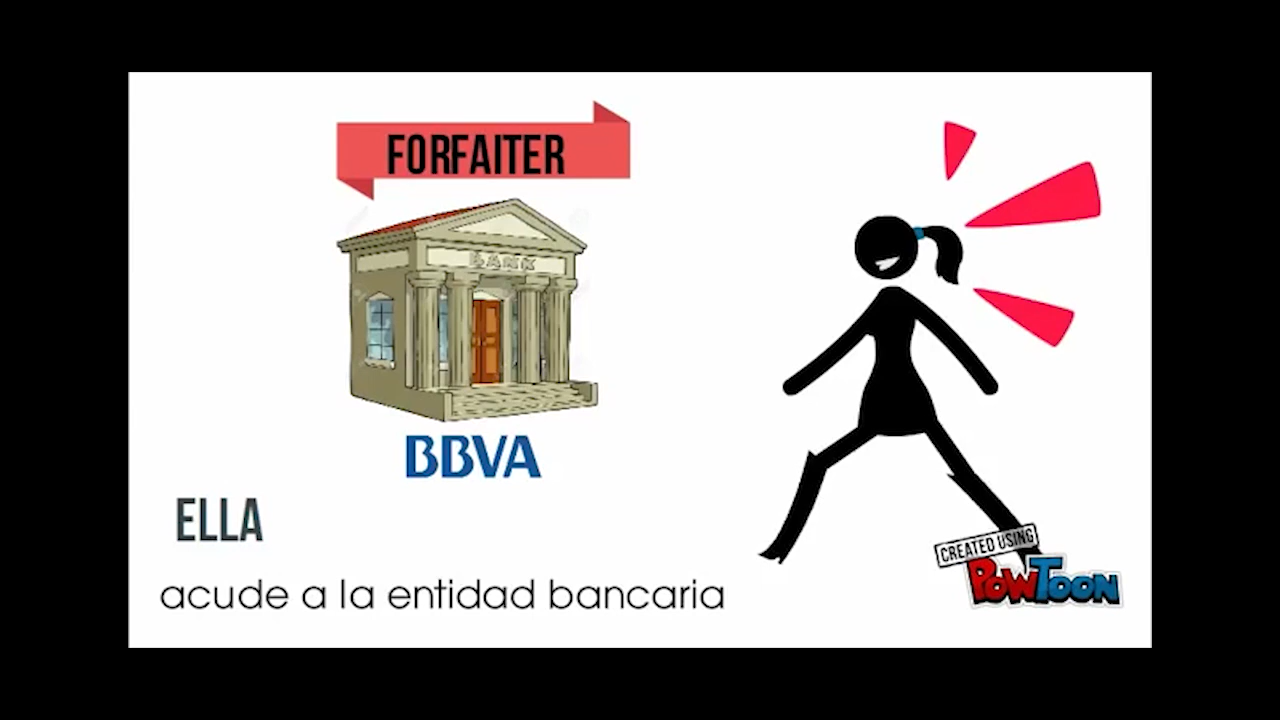 FORFAITER
BANK
BBVA
ELLA
acude a la entidad bancaria
CREATED USING
POWTOON